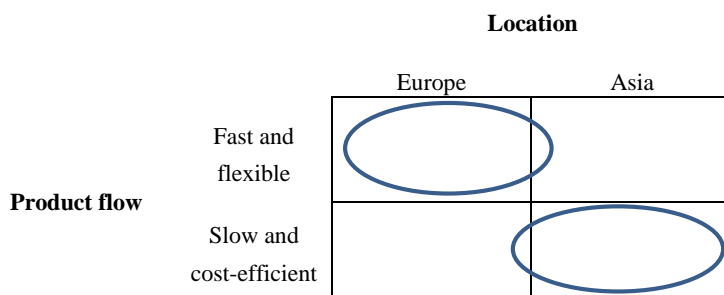 Location
Europe Asia
Fast and
flexible
Product flow
Slow and
cost-efficient